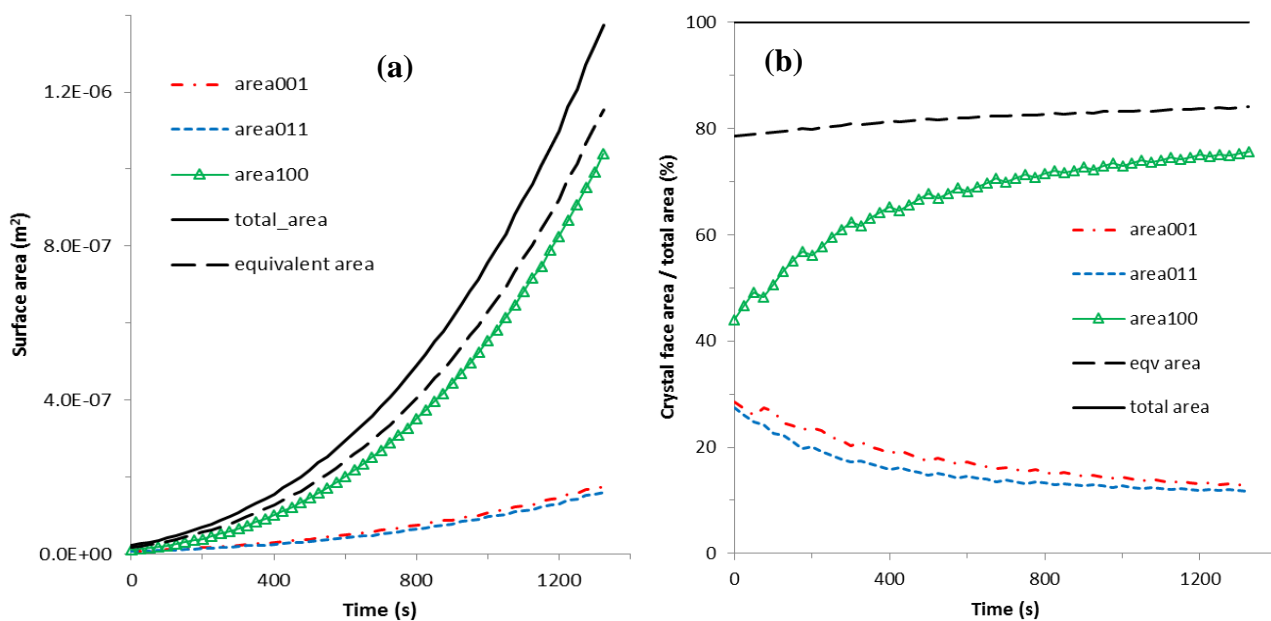 (a)
area001
area011
area100
total_area
equivalent area
1.2E-06
8.0E-07
4.0E-07
0.0E+00
Surface area (m²)
0
400
800
1200
Time (s)
(b)
100
80
60
40
20
0
Crystal face area / total area (%)
area001
area011
area100
eqv area
total area
0
400
800
1200
Time (s)